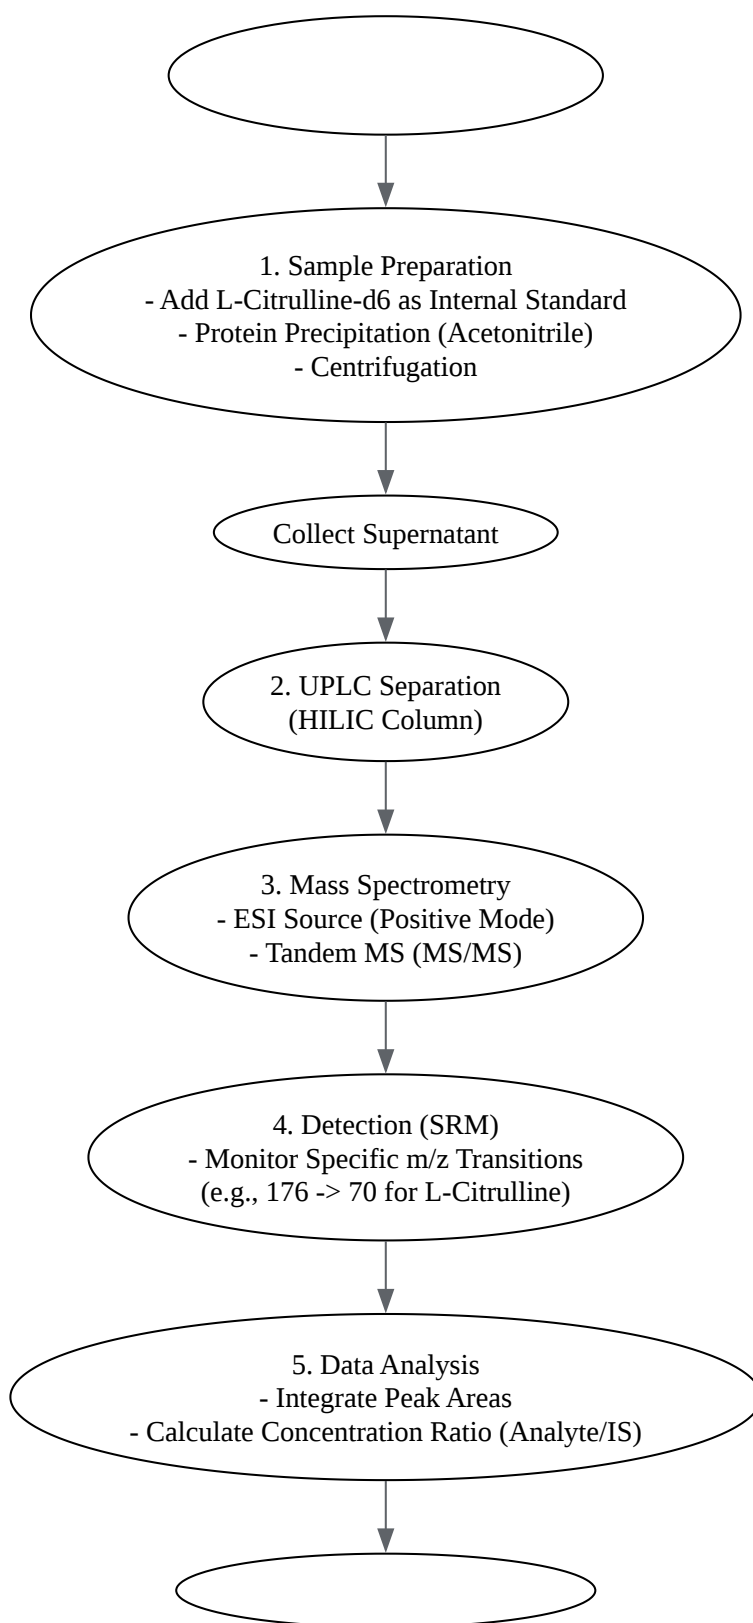 1. Sample Preparation
- Add L-Citrulline-d6 as Internal Standard
- Protein Precipitation (Acetonitrile)
- Centrifugation
Collect Supernatant
2. UPLC Separation
(HILIC Column)
3. Mass Spectrometry
- ESI Source (Positive Mode)
- Tandem MS (MS/MS)
4. Detection (SRM)
- Monitor Specific m/z Transitions
(e.g., 176 -> 70 for L-Citrulline)
5. Data Analysis
- Integrate Peak Areas
- Calculate Concentration Ratio (Analyte/IS)